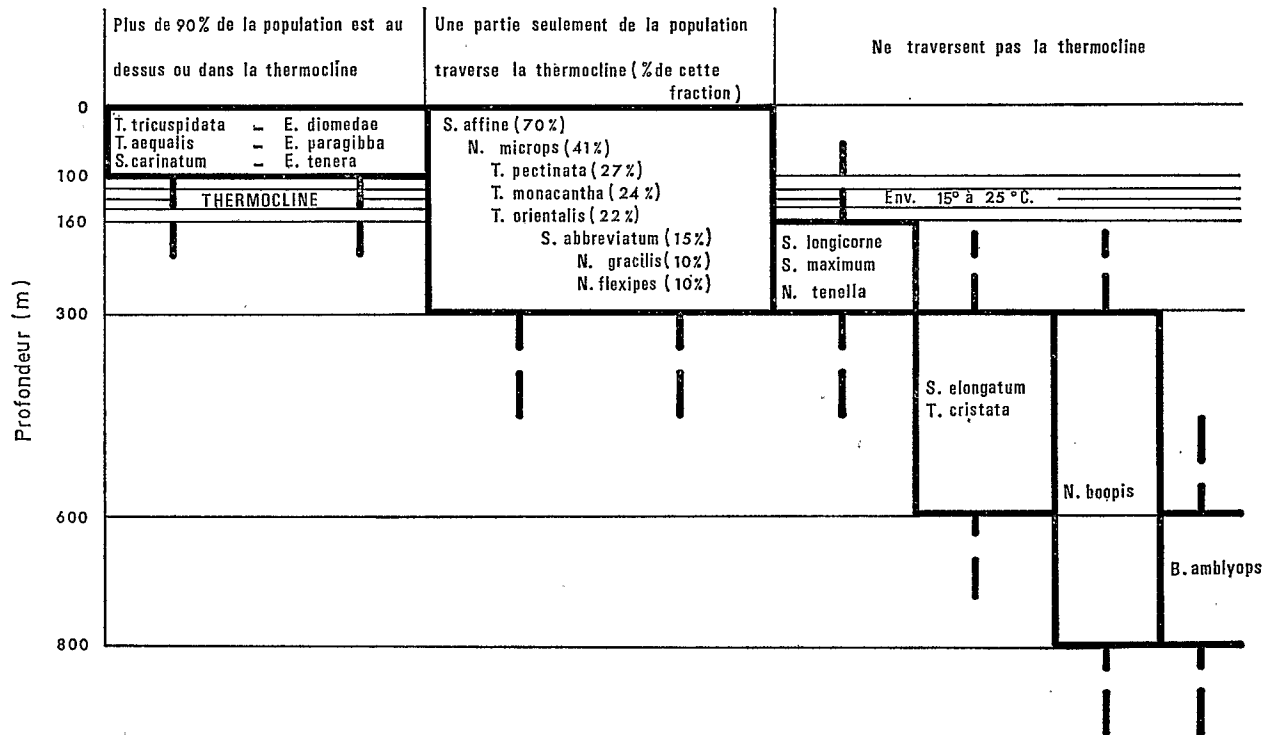 Plus de 90% de la population est au
dessus ou dans la thermocline
Une partie seulement de la population
traverse la thermocline (% de cette
fraction)
Ne traversent pas la thermocline
Profondeur (m)
0
100
160
300
600
800
T. tricuspidata - E. diomedae
T. aequalis - E. paragibba
S. carinatum - E. tenera
THERMOCLINE
S. affine (70%)
N. microps (41%)
T. pectinata (27%)
T. monacantha (24%)
T. orientalis (22%)
S. abbreviatum (15%)
N. gracilis (10%)
N. flexipes (10%)
Env. 15° à 25°C.
S. longicorne
S. maximum
N. tenella
S. elongatum
T. cristata
N. boopis
B. amblyops